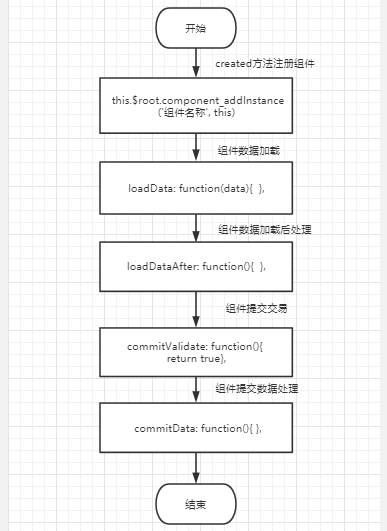 开始
created方法注册组件
this.$root.component_addInstance
('组件名称', this)
组件数据加载
loadData: function(data){  },
组件数据加载后处理
loadDataAfter: function(){  },
组件提交交易
commitValidate: function(){
return true},
组件提交数据处理
commitData: function(){ },
结束